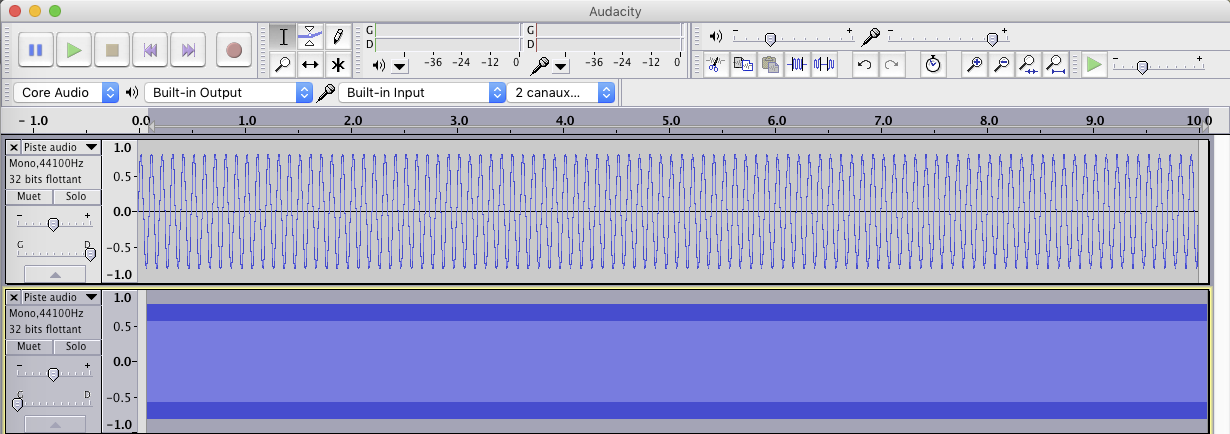 Audacity
G
D
-36 -24 -12 0
G
D
-36 -24 -12 0
- +
- +
- +
Core Audio
Built-in Output
Built-in Input
2 canaux...
- 1.0 0.0 1.0 2.0 3.0 4.0 5.0 6.0 7.0 8.0 9.0 10.0
Piste audio
Mono,44100Hz
32 bits flottant
Muet Solo
- +
G D
1.0
0.5-
0.0-
-0.5-
-1.0
Piste audio
Mono,44100Hz
32 bits flottant
Muet Solo
- +
G D
1.0
0.5-
0.0-
-0.5-
-1.0